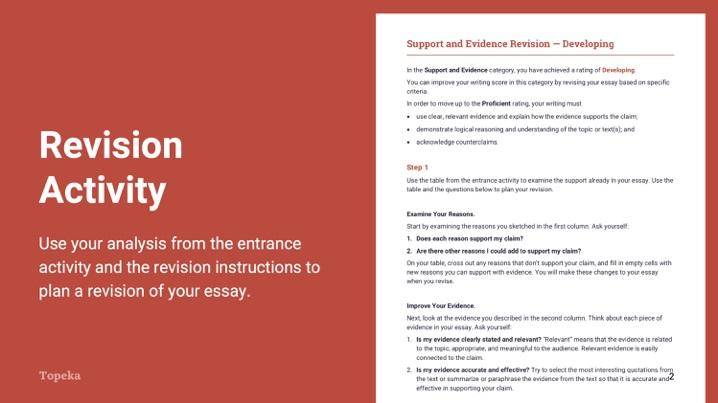 Revision
Activity
Use your analysis from the entrance
activity and the revision instructions to
plan a revision of your essay.
Topeka
Support and Evidence Revision — Developing
In the Support and Evidence category, you have achieved a rating of Developing.
You can improve your writing score in this category by revising your essay based on specific
criteria.
In order to move up to the Proficient rating, your writing must
• use clear, relevant evidence and explain how the evidence supports the claim;
• demonstrate logical reasoning and understanding of the topic or text(s); and
• acknowledge counterclaims.
Step 1
Use the table from the entrance activity to examine the support already in your essay. Use the
table and the questions below to plan your revision.
Examine Your Reasons.
Start by examining the reasons you sketched in the first column. Ask yourself:
1. Does each reason support my claim?
2. Are there other reasons I could add to support my claim?
On your table, cross out any reasons that don't support your claim, and fill in empty cells with
new reasons you can support with evidence. You will make these changes to your essay
when you revise.
Improve Your Evidence.
Next, look at the evidence you described in the second column. Think about each piece of
evidence in your essay. Ask yourself:
1. Is my evidence clearly stated and relevant? "Relevant" means that the evidence is related
to the topic, appropriate, and meaningful to the audience. Relevant evidence is easily
connected to the claim.
2. Is my evidence accurate and effective? Try to select the most interesting quotations from
the text or summarize or paraphrase the evidence from the text so that it is accurate and
effective in supporting your claim.
2